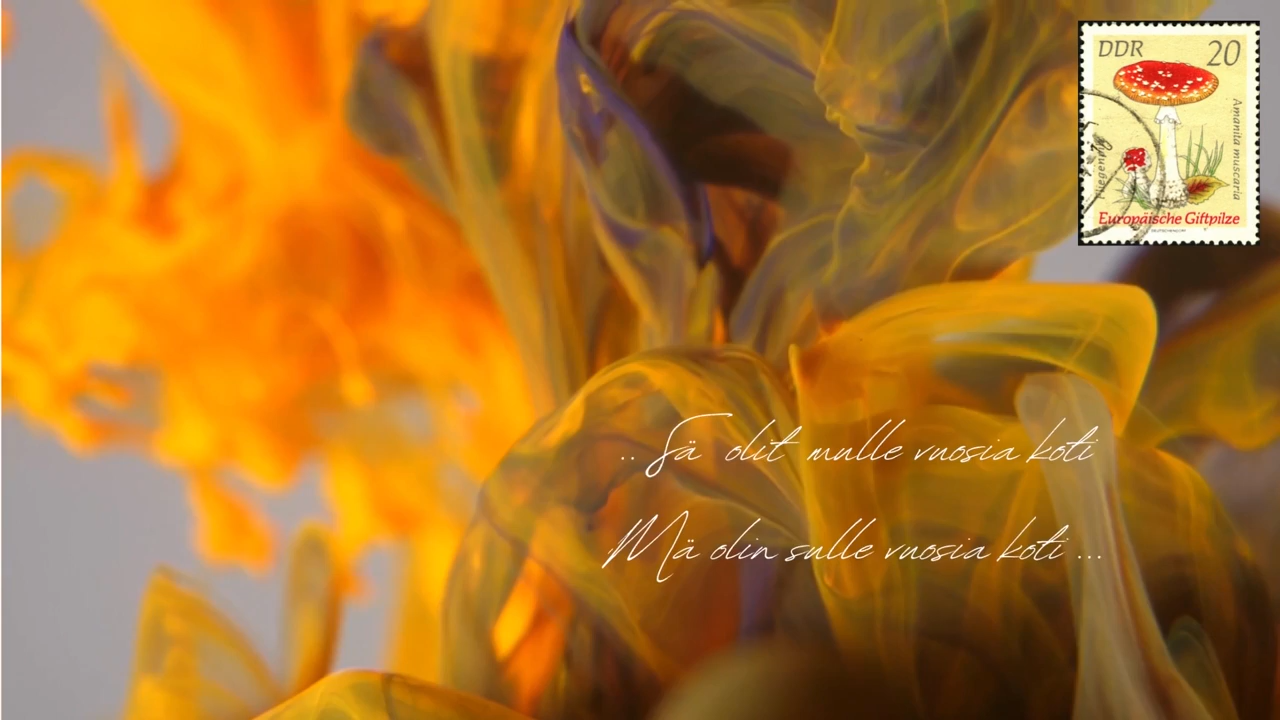 DDR 20
Amanita muscaria
Europäische Giftpilze
.. Sä olit mulle vuosia koti
Mä olin sulle vuosia koti ...